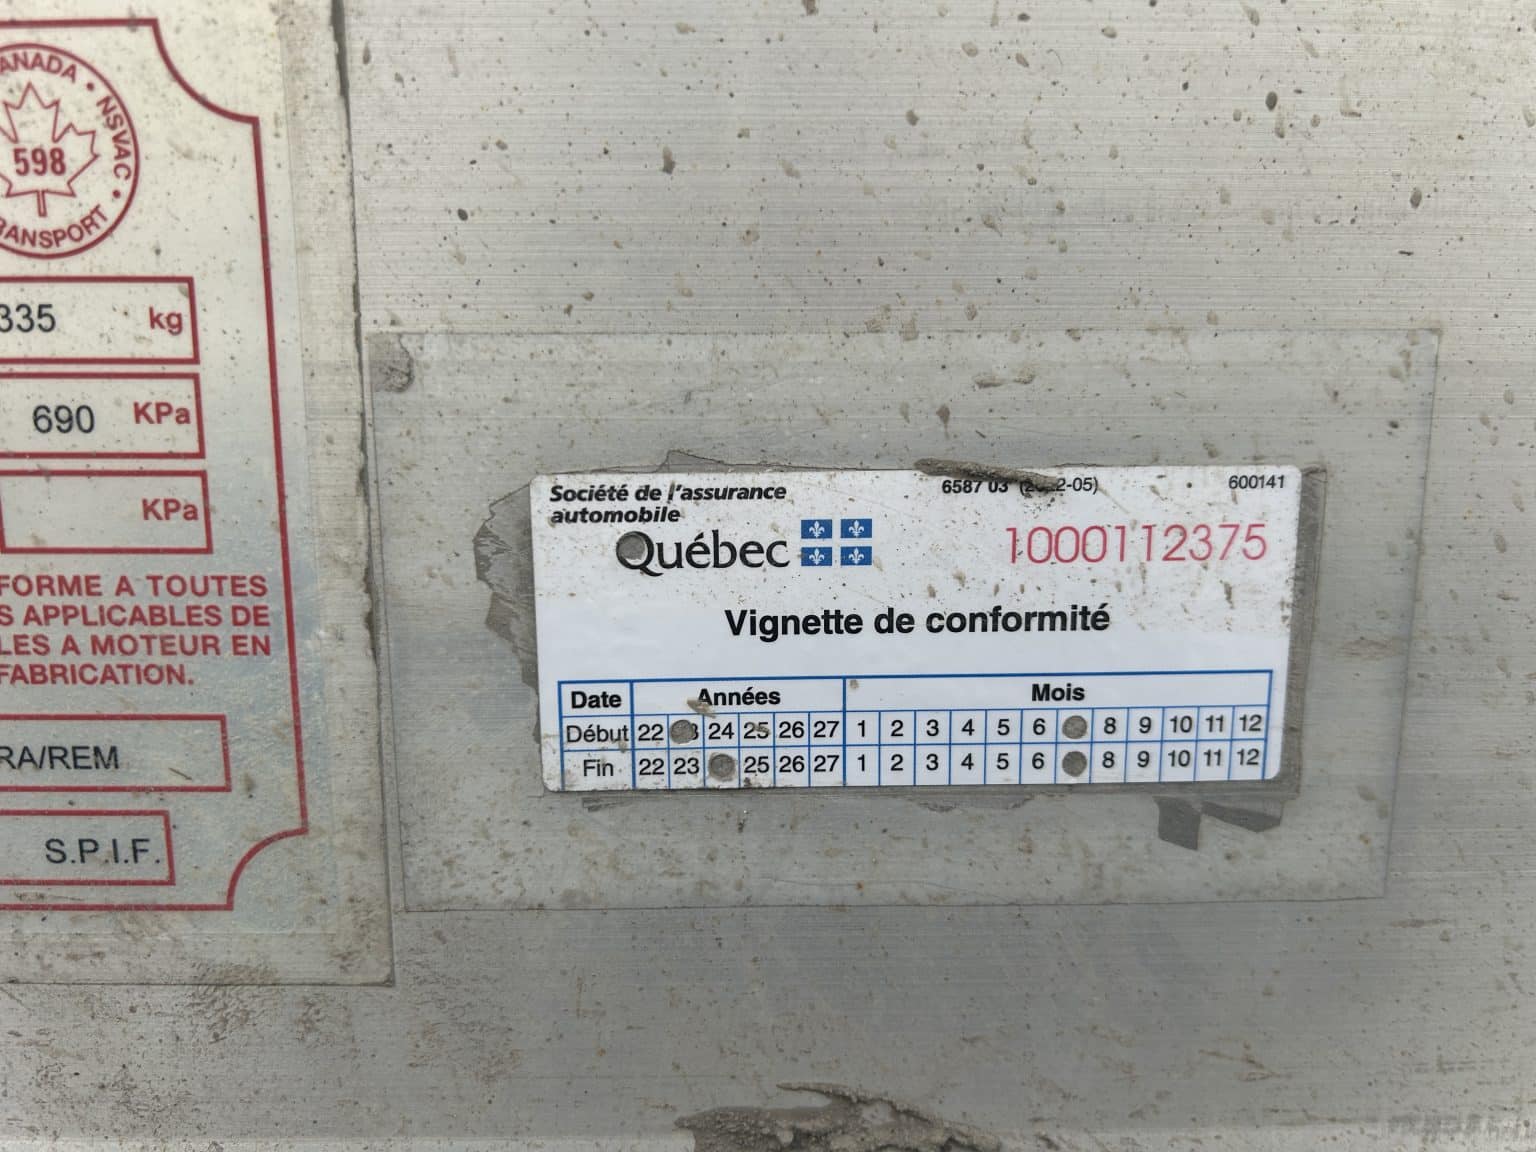 ANADA • NSVAC •
598
RANSPORT
335 kg
690 KPa
KPa
FORME A TOUTES
S APPLICABLES DE
LES A MOTEUR EN
FABRICATION.
RA/REM
S.P.I.F.
Société de l'assurance
automobile
Québec
6587 03 -05)
600141
1000112375
Vignette de conformité
Date Années Mois
Début 22 24 25 26 27 1 2 3 4 5 6 8 9 10 11 12
Fin 22 23 25 26 27 1 2 3 4 5 6 8 9 10 11 12